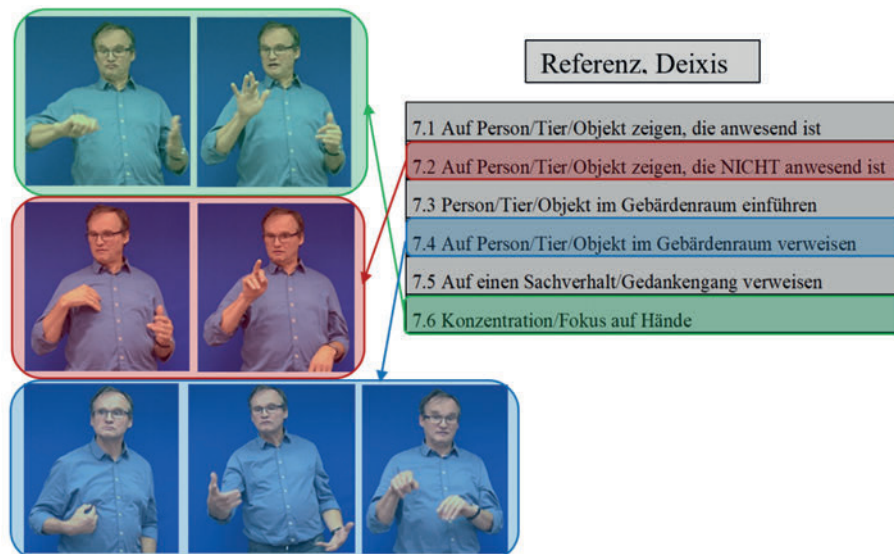 Referenz, Deixis
7.1 Auf Person/Tier/Objekt zeigen, die anwesend ist
7.2 Auf Person/Tier/Objekt zeigen, die NICHT anwesend ist
7.3 Person/Tier/Objekt im Gebärdenraum einführen
7.4 Auf Person/Tier/Objekt im Gebärdenraum verweisen
7.5 Auf einen Sachverhalt/Gedankengang verweisen
7.6 Konzentration/Fokus auf Hände